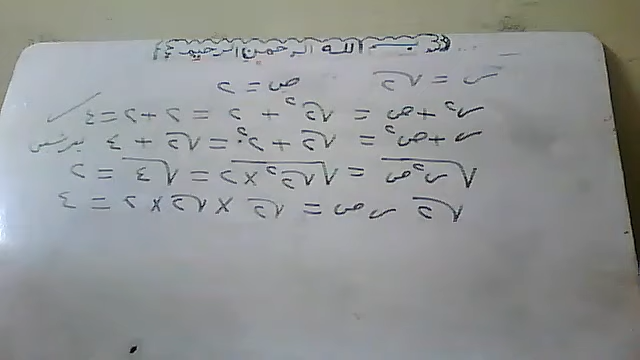 بسم الله الرحمن الرحيم
س = √٢ ص = ٢
س² + ص = √٢² + ٢ = ٢ + ٢ = ٤ ✓
س + ص² = √٢ + ٢² = √٢ + ٤
√(س² ص) = √(√٢² × ٢) = √٤ = ٢
√٢ س ص = √٢ × √٢ × ٢ = ٤